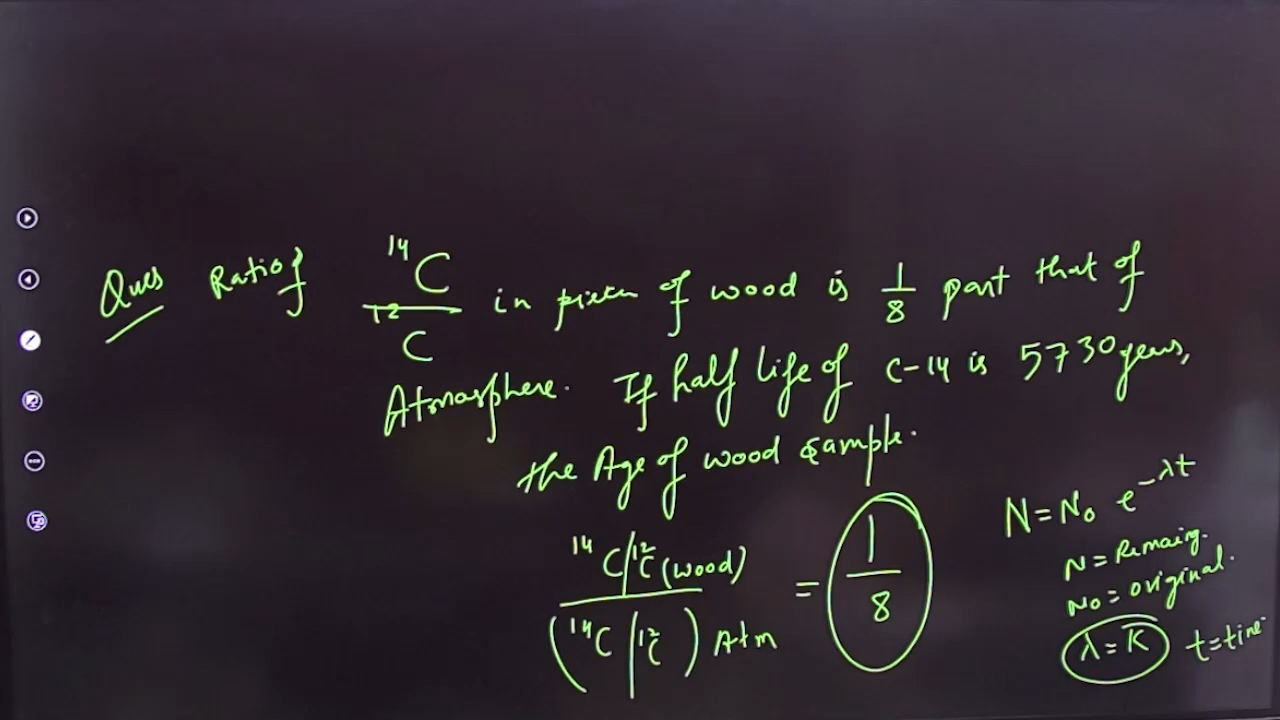 Ques Ratio of ¹⁴C/¹²C in of wood is 1/8 part that of
Atmosphere. If half life of C-14 is 5730 years,
the Age of wood sample.
¹⁴C/¹²C (wood) / (¹⁴C/¹²C) Atm = 1/8
N = N₀ e^-λt
N = Remaing.
N₀ = original.
λ = K t = time